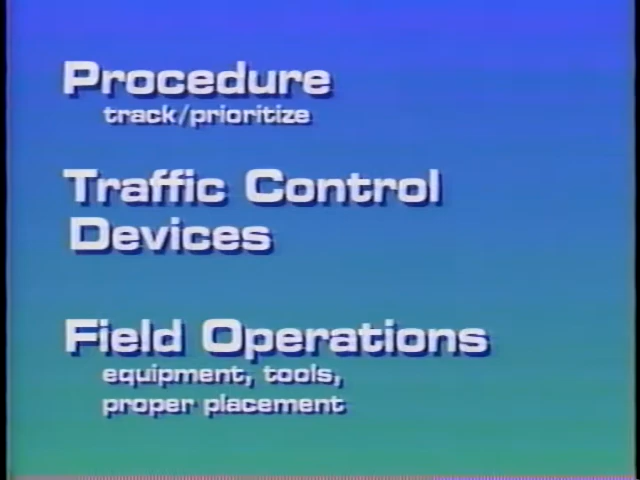 Procedure
track/prioritize
Traffic Control
Devices
Field Operations
equipment, tools,
proper placement